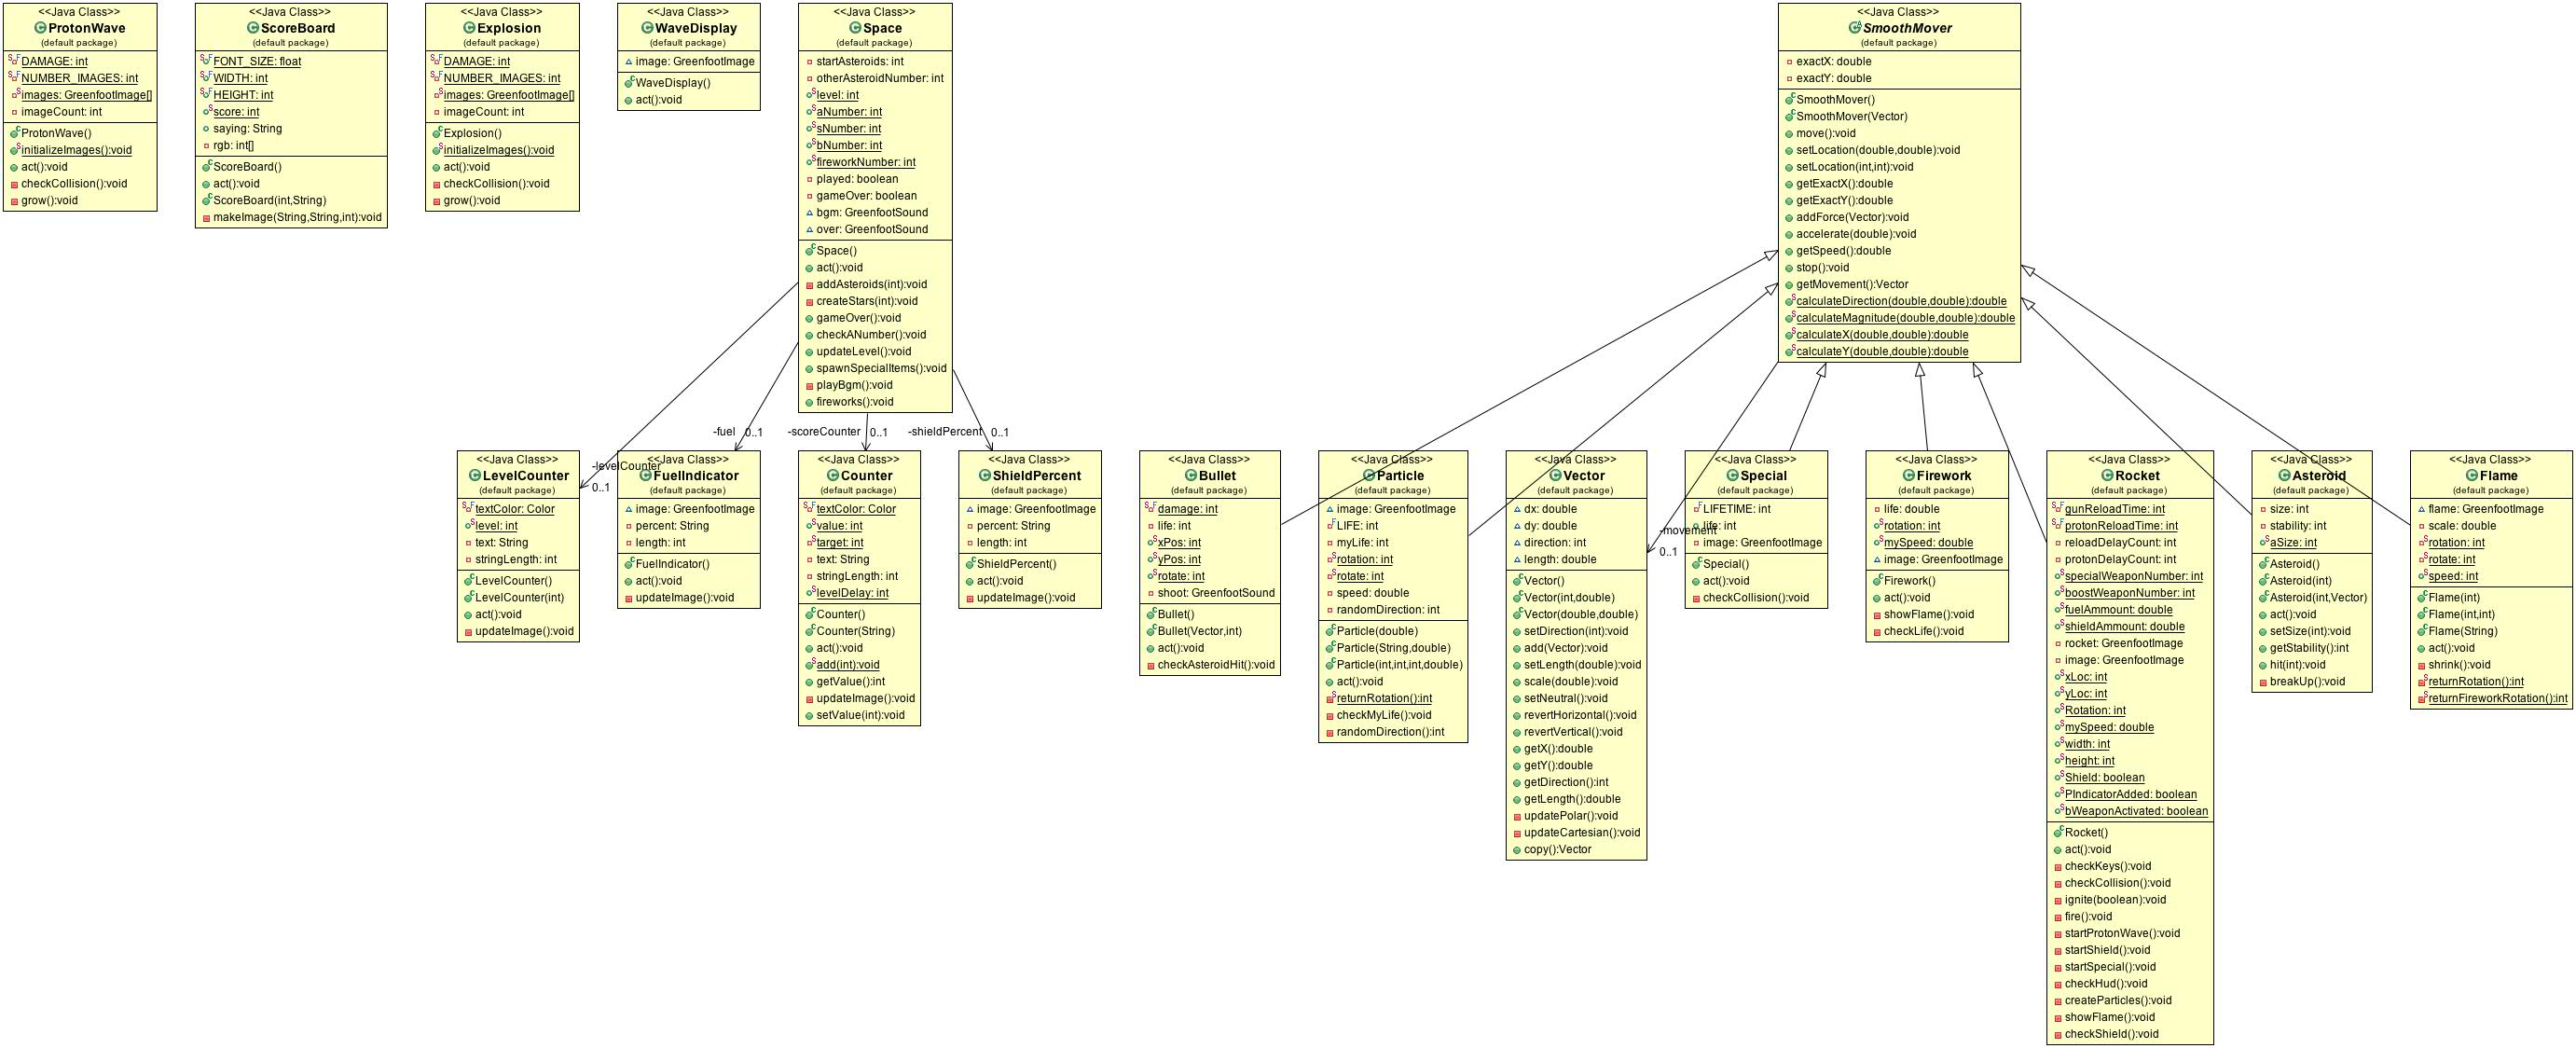 <<Java Class>>
ProtonWave
(default package)
DAMAGE: int
NUMBER_IMAGES: int
images: GreenfootImage[]
imageCount: int
ProtonWave()
initializeImages():void
act():void
checkCollision():void
grow():void
<<Java Class>>
ScoreBoard
(default package)
FONT_SIZE: float
WIDTH: int
HEIGHT: int
score: int
saying: String
rgb: int[]
ScoreBoard()
act():void
ScoreBoard(int,String)
makeImage(String,String,int):void
<<Java Class>>
Explosion
(default package)
DAMAGE: int
NUMBER_IMAGES: int
images: GreenfootImage[]
imageCount: int
Explosion()
initializeImages():void
act():void
checkCollision():void
grow():void
<<Java Class>>
WaveDisplay
(default package)
image: GreenfootImage
WaveDisplay()
act():void
<<Java Class>>
Space
(default package)
startAsteroids: int
otherAsteroidNumber: int
level: int
aNumber: int
sNumber: int
bNumber: int
fireworkNumber: int
played: boolean
gameOver: boolean
bgm: GreenfootSound
over: GreenfootSound
Space()
act():void
addAsteroids(int):void
createStars(int):void
gameOver():void
checkANumber():void
updateLevel():void
spawnSpecialItems():void
playBgm():void
fireworks():void
<<Java Class>>
SmoothMover
(default package)
exactX: double
exactY: double
SmoothMover()
SmoothMover(Vector)
move():void
setLocation(double,double):void
setLocation(int,int):void
getExactX():double
getExactY():double
addForce(Vector):void
accelerate(double):void
getSpeed():double
stop():void
getMovement():Vector
calculateDirection(double,double):double
calculateMagnitude(double,double):double
calculateX(double,double):double
calculateY(double,double):double
-levelCounter
0..1
-fuel
0..1
-scoreCounter
0..1
-shieldPercent
0..1
-movement
0..1
<<Java Class>>
LevelCounter
(default package)
textColor: Color
level: int
text: String
stringLength: int
LevelCounter()
LevelCounter(int)
act():void
updateImage():void
<<Java Class>>
FuelIndicator
(default package)
image: GreenfootImage
percent: String
length: int
FuelIndicator()
act():void
updateImage():void
<<Java Class>>
Counter
(default package)
textColor: Color
value: int
target: int
text: String
stringLength: int
levelDelay: int
Counter()
Counter(String)
act():void
add(int):void
getValue():int
updateImage():void
setValue(int):void
<<Java Class>>
ShieldPercent
(default package)
image: GreenfootImage
percent: String
length: int
ShieldPercent()
act():void
updateImage():void
<<Java Class>>
Bullet
(default package)
damage: int
life: int
xPos: int
yPos: int
rotate: int
shoot: GreenfootSound
Bullet()
Bullet(Vector,int)
act():void
checkAsteroidHit():void
<<Java Class>>
Particle
(default package)
image: GreenfootImage
LIFE: int
myLife: int
rotation: int
rotate: int
speed: double
randomDirection: int
Particle(double)
Particle(String,double)
Particle(int,int,int,double)
act():void
returnRotation():int
checkMyLife():void
randomDirection():int
<<Java Class>>
Vector
(default package)
dx: double
dy: double
direction: int
length: double
Vector()
Vector(int,double)
Vector(double,double)
setDirection(int):void
add(Vector):void
setLength(double):void
scale(double):void
setNeutral():void
revertHorizontal():void
revertVertical():void
getX():double
getY():double
getDirection():int
getLength():double
updatePolar():void
updateCartesian():void
copy():Vector
<<Java Class>>
Special
(default package)
LIFETIME: int
life: int
image: GreenfootImage
Special()
act():void
checkCollision():void
<<Java Class>>
Firework
(default package)
life: double
rotation: int
mySpeed: double
image: GreenfootImage
Firework()
act():void
showFlame():void
checkLife():void
<<Java Class>>
Rocket
(default package)
gunReloadTime: int
protonReloadTime: int
reloadDelayCount: int
protonDelayCount: int
specialWeaponNumber: int
boostWeaponNumber: int
fuelAmmount: double
shieldAmmount: double
rocket: GreenfootImage
image: GreenfootImage
xLoc: int
yLoc: int
Rotation: int
mySpeed: double
width: int
height: int
Shield: boolean
PIndicatorAdded: boolean
bWeaponActivated: boolean
Rocket()
act():void
checkKeys():void
checkCollision():void
ignite(boolean):void
fire():void
startProtonWave():void
startShield():void
startSpecial():void
checkHud():void
createParticles():void
showFlame():void
checkShield():void
<<Java Class>>
Asteroid
(default package)
size: int
stability: int
aSize: int
Asteroid()
Asteroid(int)
Asteroid(int,Vector)
act():void
setSize(int):void
getStability():int
hit(int):void
breakUp():void
<<Java Class>>
Flame
(default package)
flame: GreenfootImage
scale: double
rotation: int
rotate: int
speed: int
Flame(int)
Flame(int,int)
Flame(String)
act():void
shrink():void
returnRotation():int
returnFireworkRotation():int